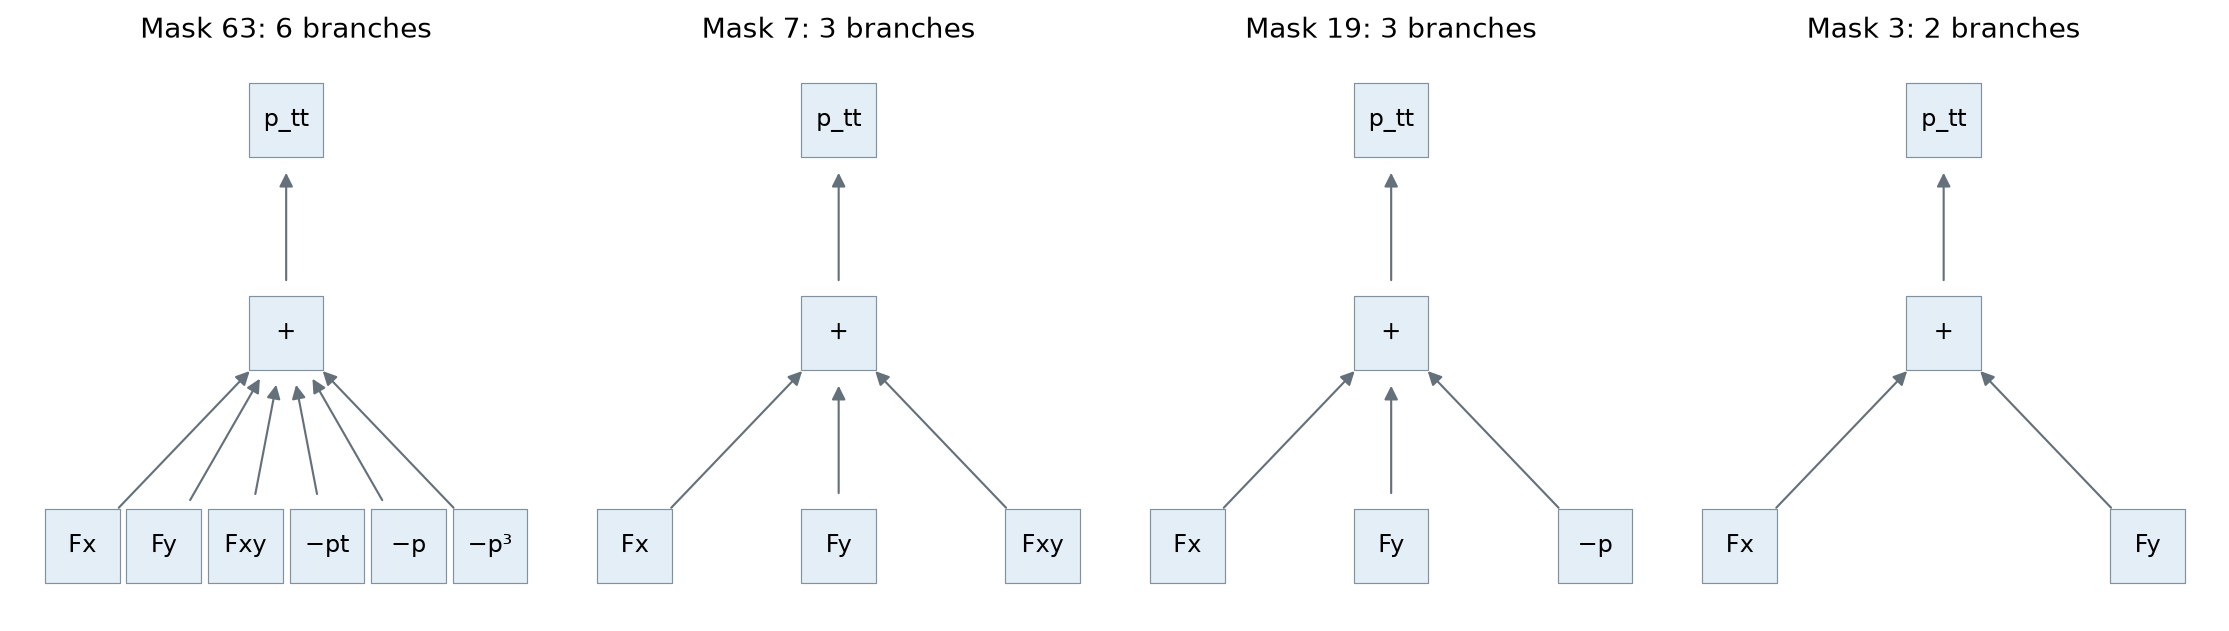 Mask 63: 6 branches
p_tt
+
Fx Fy Fxy −pt −p −p³
Mask 7: 3 branches
p_tt
+
Fx Fy Fxy
Mask 19: 3 branches
p_tt
+
Fx Fy −p
Mask 3: 2 branches
p_tt
+
Fx Fy